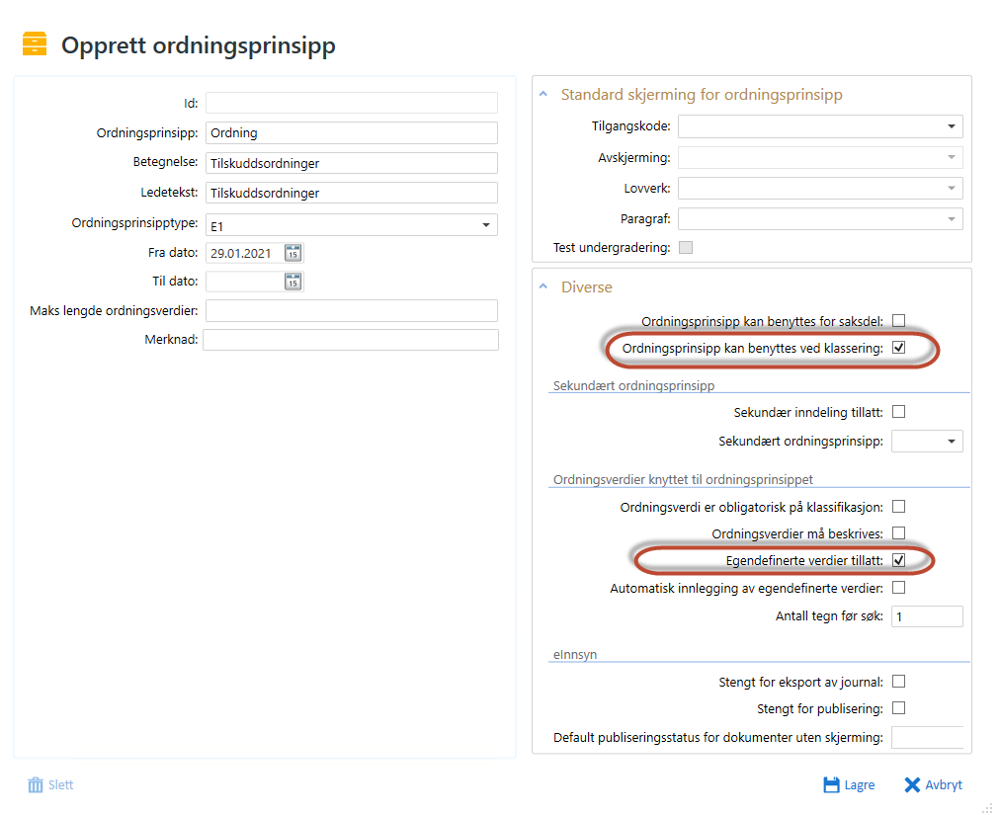 Opprett ordningsprinsipp
Id:
Ordningsprinsipp: Ordning
Betegnelse: Tilskuddsordninger
Ledetekst: Tilskuddsordninger
Ordningsprinsipptype: E1
Fra dato: 29.01.2021 15
Til dato: 15
Maks lengde ordningsverdier:
Merknad:
Standard skjerming for ordningsprinsipp
Tilgangskode:
Avskjerming:
Lovverk:
Paragraf:
Test undergradering:
Diverse
Ordningsprinsipp kan benyttes for saksdel:
Ordningsprinsipp kan benyttes ved klassering:
Sekundært ordningsprinsipp
Sekundær inndeling tillatt:
Sekundært ordningsprinsipp:
Ordningsverdier knyttet til ordningsprinsippet
Ordningsverdi er obligatorisk på klassifikasjon:
Ordningsverdier må beskrives:
Egendefinerte verdier tillatt:
Automatisk innlegging av egendefinerte verdier:
Antall tegn før søk: 1
eInnsyn
Stengt for eksport av journal:
Stengt for publisering:
Default publiseringsstatus for dokumenter uten skjerming:
Slett
Lagre
Avbryt